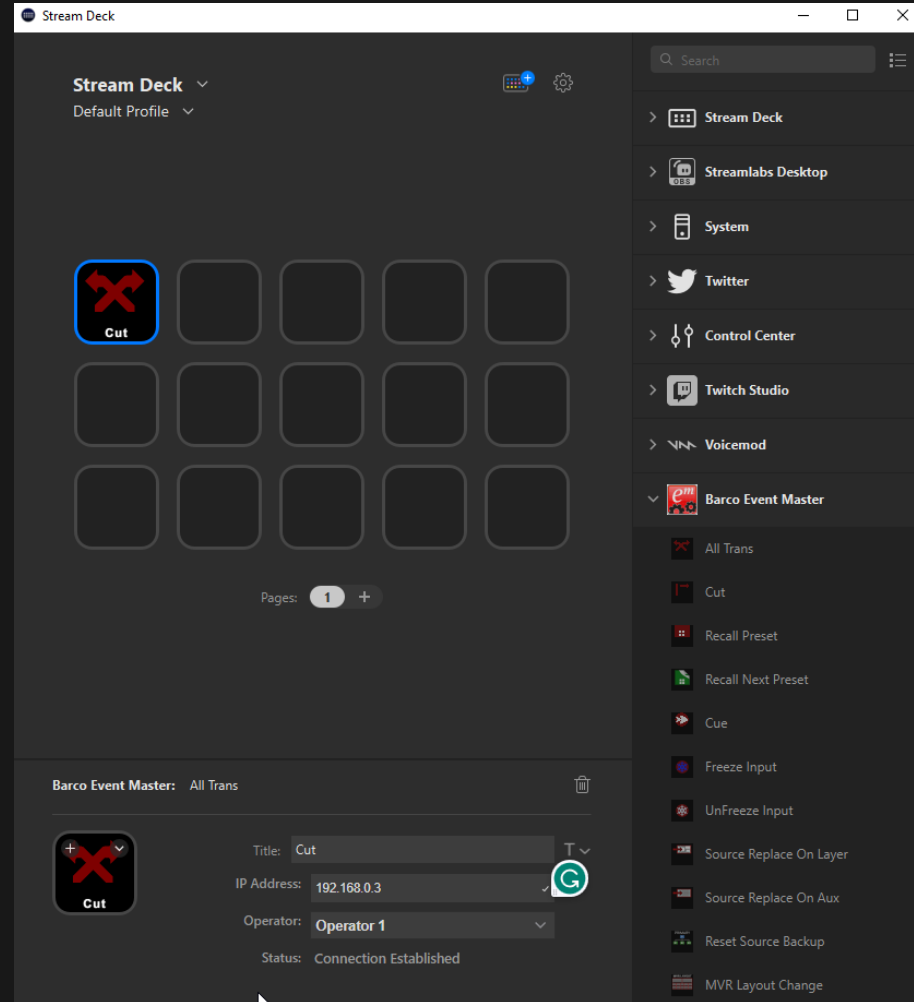 Stream Deck
Stream Deck
Default Profile
Cut
Pages: 1 +
Barco Event Master: All Trans
Cut
Title: Cut
T
IP Address: 192.168.0.3
G
Operator: Operator 1
Status: Connection Established
Search
Stream Deck
OBS
Streamlabs Desktop
System
Twitter
Control Center
Twitch Studio
Voicemod
em
Barco Event Master
All Trans
Cut
Recall Preset
Recall Next Preset
Cue
Freeze Input
UnFreeze Input
Source Replace On Layer
Source Replace On Aux
Reset Source Backup
MVR Layout Change